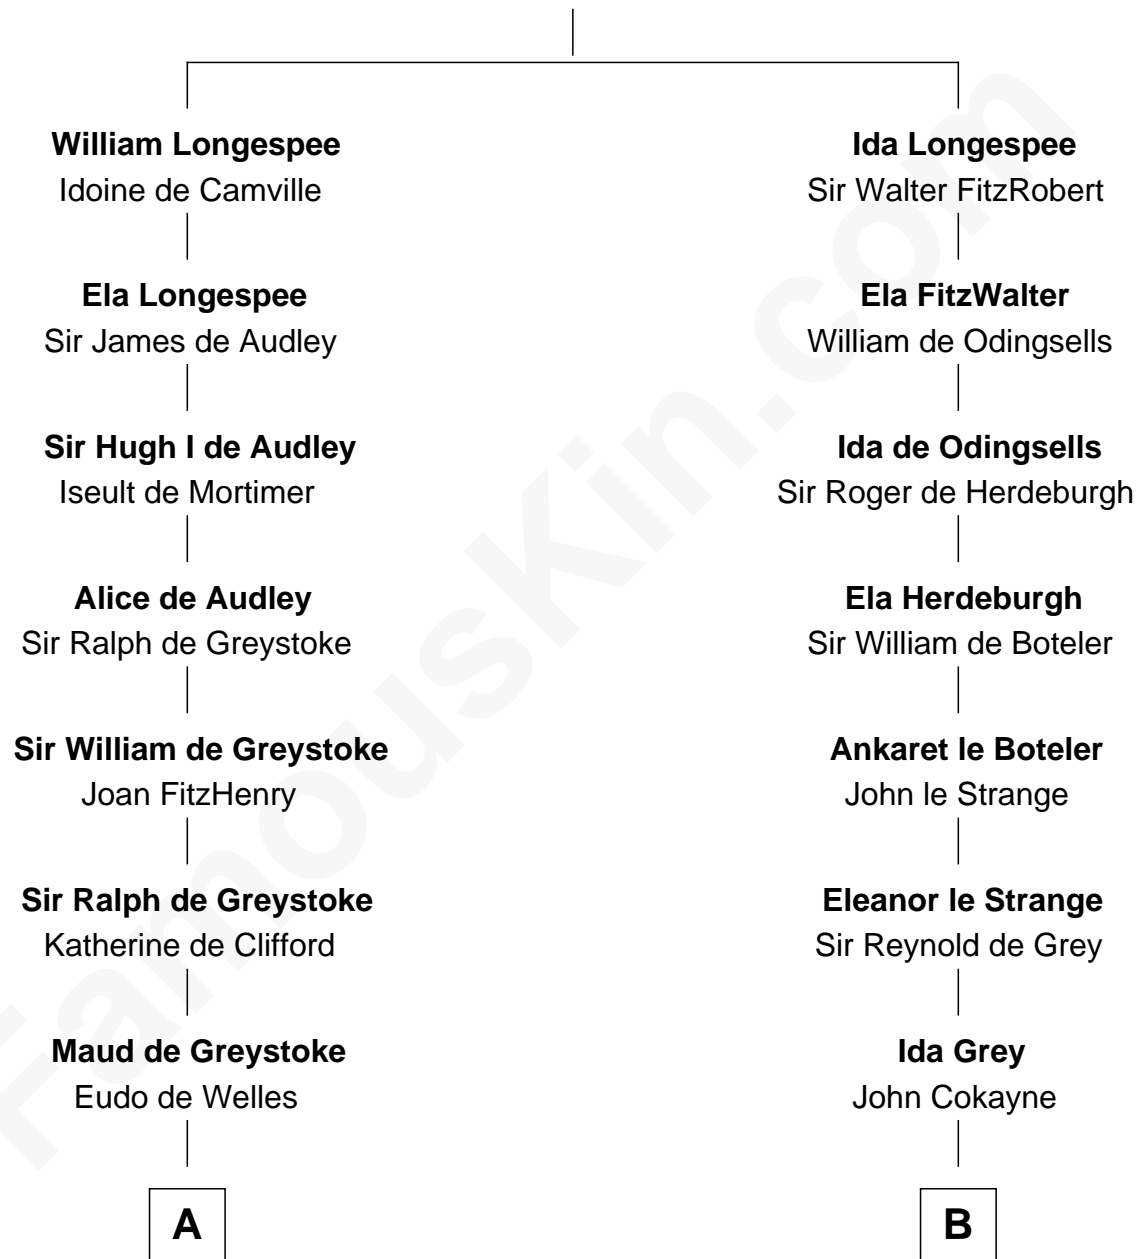 William Longespee
Idoine de Camville
Ela Longespee
Sir James de Audley
Sir Hugh I de Audley
Iseult de Mortimer
Alice de Audley
Sir Ralph de Greystoke
Sir William de Greystoke
Joan FitzHenry
Sir Ralph de Greystoke
Katherine de Clifford
Maud de Greystoke
Eudo de Welles
A
Ida Longespee
Sir Walter FitzRobert
Ela FitzWalter
William de Odingsells
Ida de Odingsells
Sir Roger de Herdeburgh
Ela Herdeburgh
Sir William de Boteler
Ankaret le Boteler
John le Strange
Eleanor le Strange
Sir Reynold de Grey
Ida Grey
John Cokayne
B
FamousKin.com